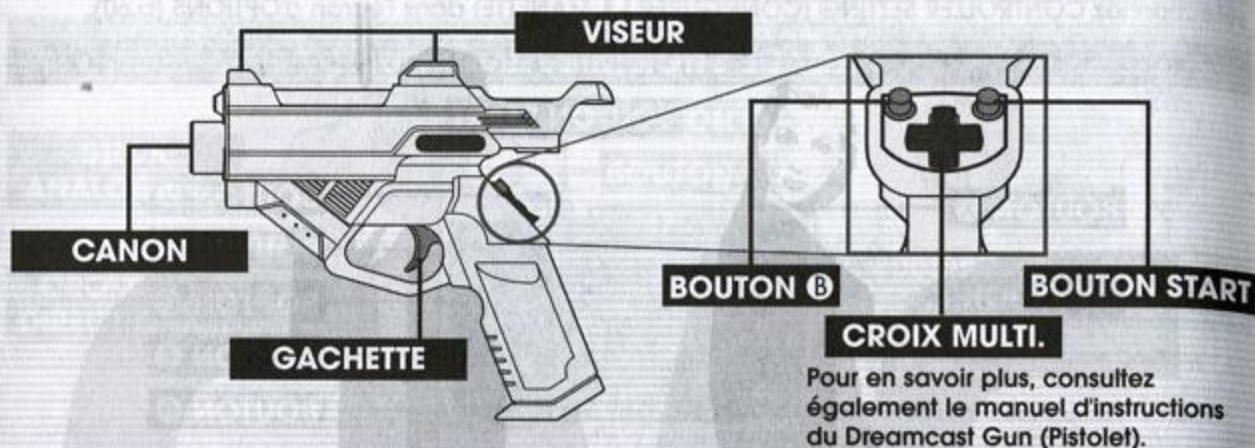 VISEUR
CANON
GACHETTE
BOUTON Ⓑ
BOUTON START
CROIX MULTI.
Pour en savoir plus, consultez
également le manuel d'instructions
du Dreamcast Gun (Pistolet).